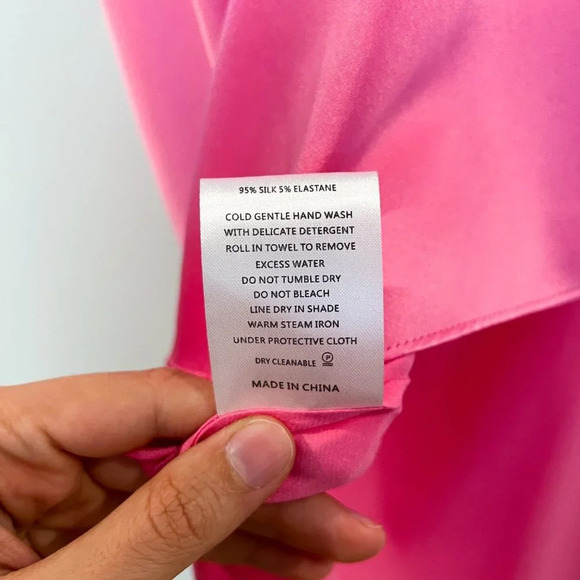 95% SILK 5% ELASTANE
COLD GENTLE HAND WASH
WITH DELICATE DETERGENT
ROLL IN TOWEL TO REMOVE
EXCESS WATER
DO NOT TUMBLE DRY
DO NOT BLEACH
LINE DRY IN SHADE
WARM STEAM IRON
UNDER PROTECTIVE CLOTH
DRY CLEANABLE P
MADE IN CHINA